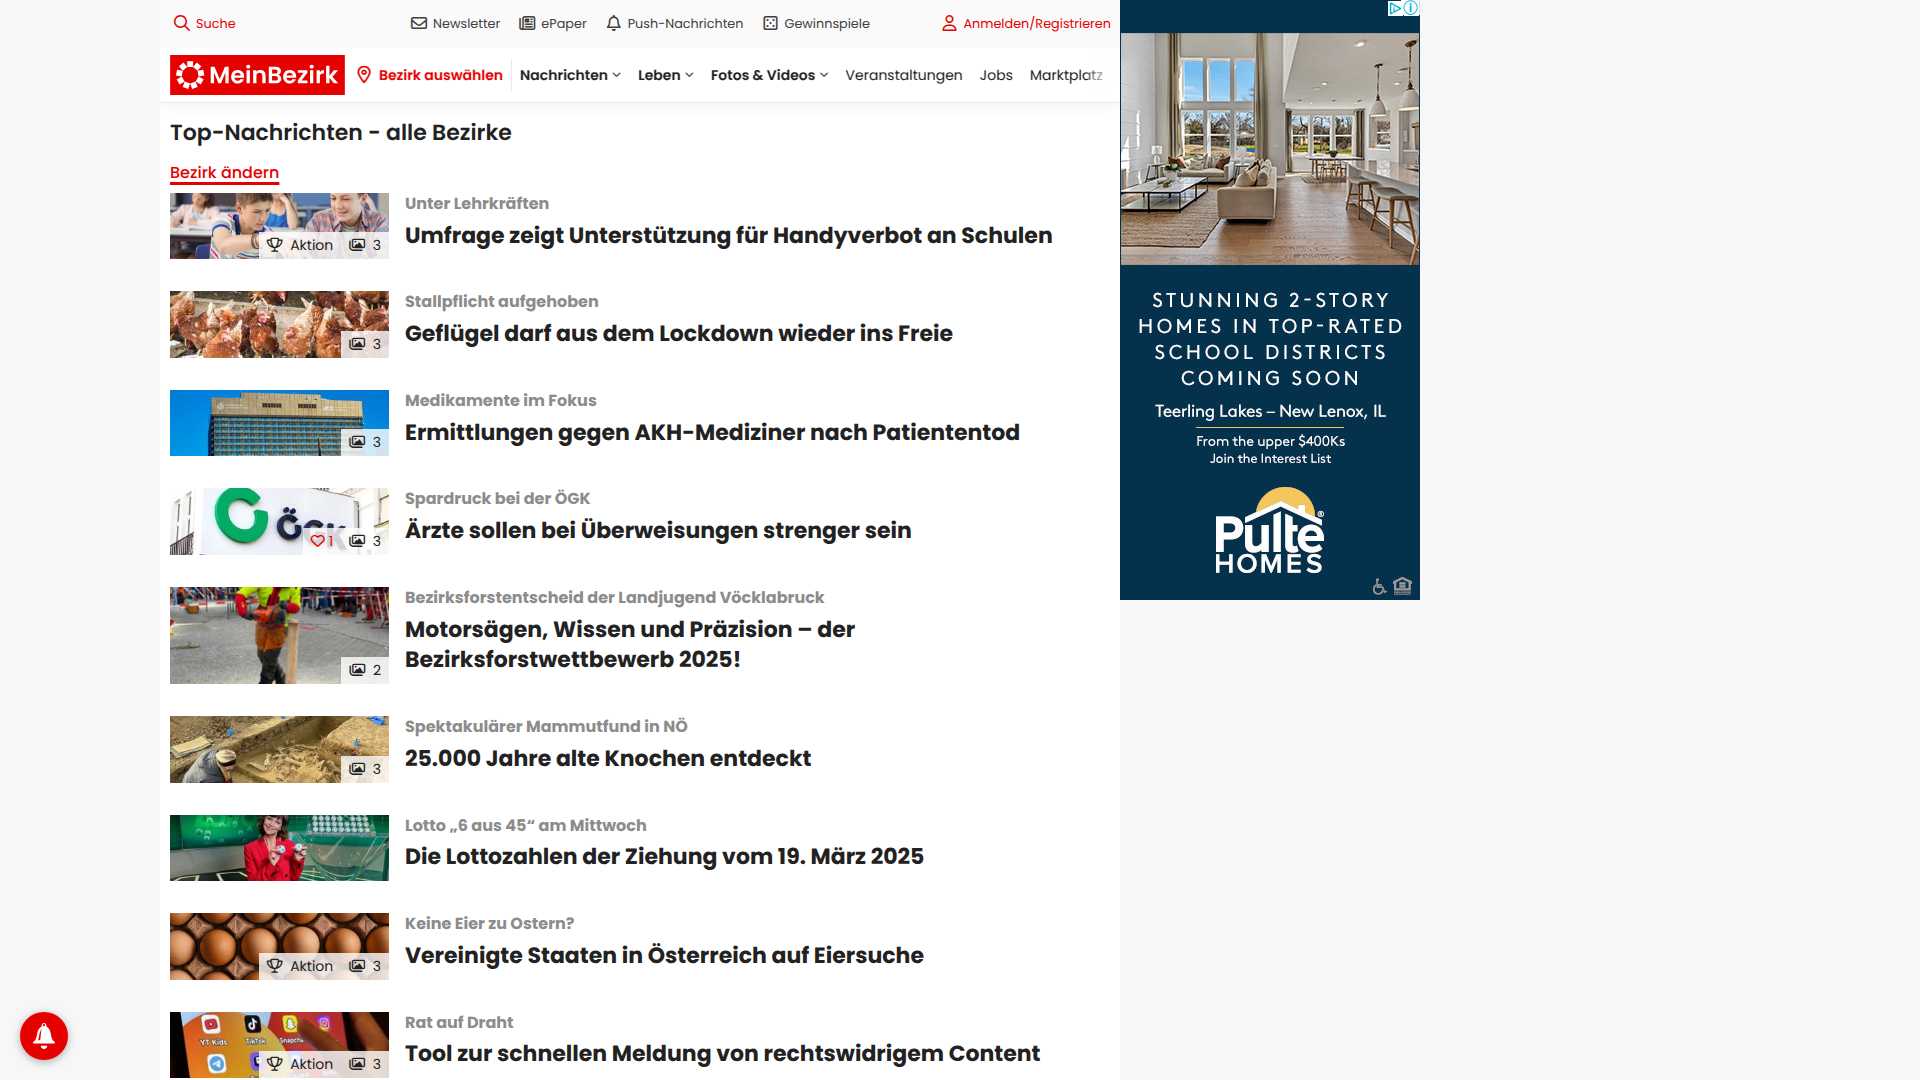 Suche
Newsletter
ePaper
Push-Nachrichten
Gewinnspiele
Anmelden/Registrieren
MeinBezirk
Bezirk auswählen
Nachrichten
Leben
Fotos & Videos
Veranstaltungen
Jobs
Marktplatz
Top-Nachrichten - alle Bezirke
Bezirk ändern
Aktion 3
Unter Lehrkräften
Umfrage zeigt Unterstützung für Handyverbot an Schulen
3
Stallpflicht aufgehoben
Geflügel darf aus dem Lockdown wieder ins Freie
3
Medikamente im Fokus
Ermittlungen gegen AKH-Mediziner nach Patiententod
ÖGK
1 3
Spardruck bei der ÖGK
Ärzte sollen bei Überweisungen strenger sein
2
Bezirksforstentscheid der Landjugend Vöcklabruck
Motorsägen, Wissen und Präzision – der
Bezirksforstwettbewerb 2025!
3
Spektakulärer Mammutfund in NÖ
25.000 Jahre alte Knochen entdeckt
Lotto „6 aus 45“ am Mittwoch
Die Lottozahlen der Ziehung vom 19. März 2025
Aktion 3
Keine Eier zu Ostern?
Vereinigte Staaten in Österreich auf Eiersuche
YT Kids
TikTok
Snapchat
Aktion 3
Rat auf Draht
Tool zur schnellen Meldung von rechtswidrigem Content
STUNNING 2-STORY
HOMES IN TOP-RATED
SCHOOL DISTRICTS
COMING SOON
Teerling Lakes – New Lenox, IL
From the upper $400Ks
Join the Interest List
Pulte®
HOMES